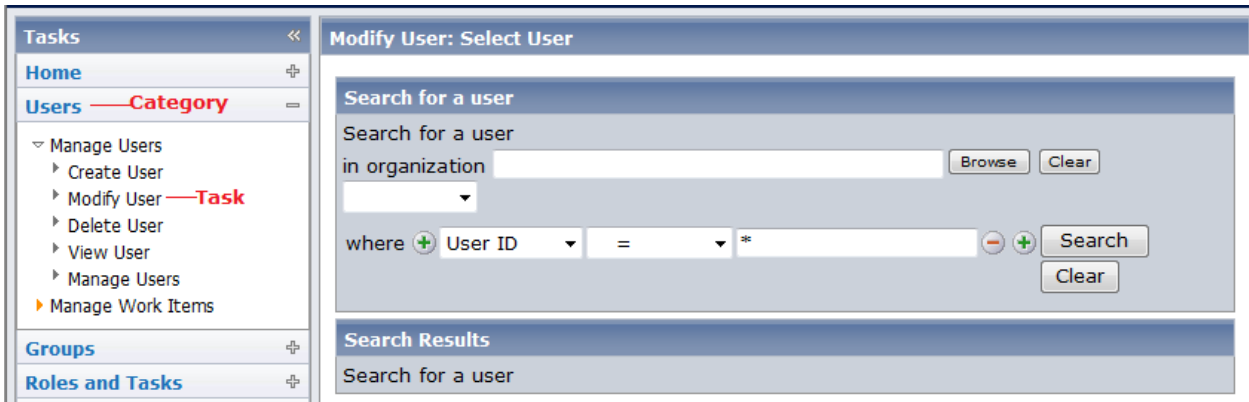 Tasks «
Home
Users Category
Manage Users
Create User
Modify User Task
Delete User
View User
Manage Users
Manage Work Items
Groups
Roles and Tasks
Modify User: Select User
Search for a user
Search for a user
in organization Browse Clear
where User ID = * Search
Clear
Search Results
Search for a user